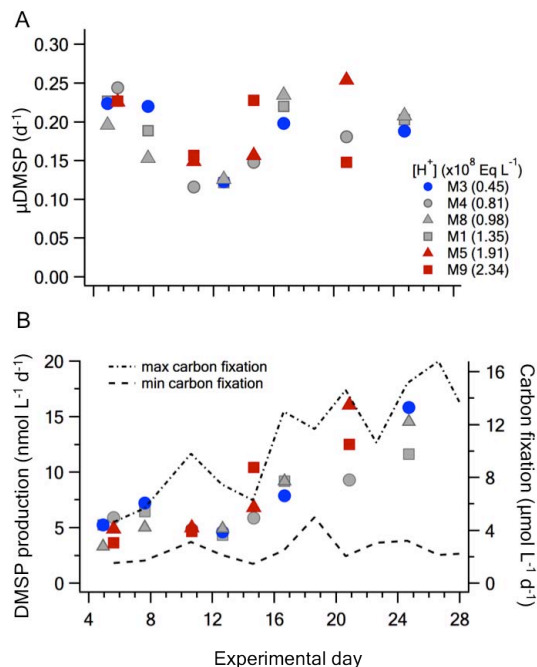 A
0.30
0.25
0.20
0.15
0.10
0.05
0.00
µDMSP (d⁻¹)
[H⁺] (x10⁸ Eq L⁻¹)
M3 (0.45)
M4 (0.81)
M8 (0.98)
M1 (1.35)
M5 (1.91)
M9 (2.34)
B
max carbon fixation
min carbon fixation
20
15
10
5
0
DMSP production (nmol L⁻¹ d⁻¹)
16
12
8
4
0
Carbon fixation (µmol L⁻¹ d⁻¹)
4 8 12 16 20 24 28
Experimental day